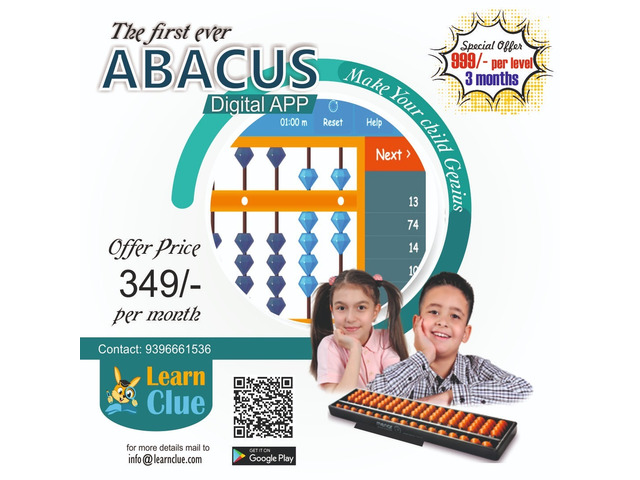 The first ever
ABACUS
Digital APP
Make Your child Genius
Special Offer
999/- per level
3 months
01:00 m
Reset
Help
Next >
13
74
14
10
Offer Price
349/-
per month
Contact: 9396661536
Learn
Clue
for more details mail to
info@learnclue.com
GET IT ON
Google Play